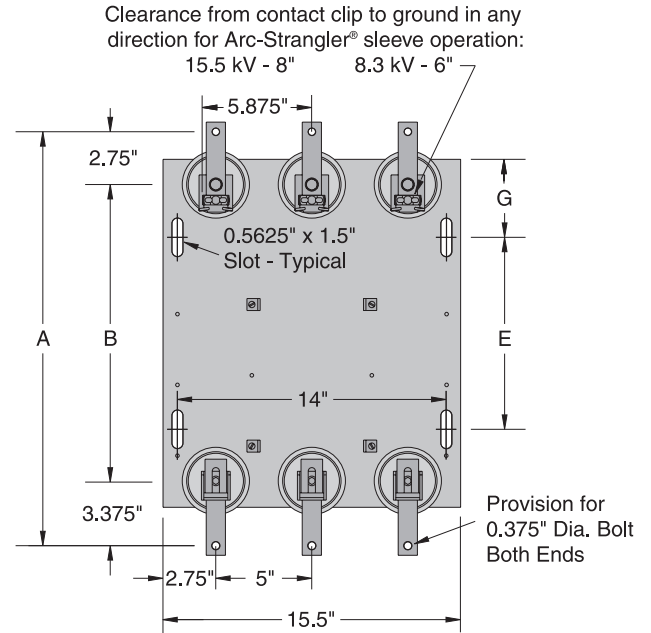 Clearance from contact clip to ground in any
direction for Arc-Strangler® sleeve operation:
15.5 kV - 8" 8.3 kV - 6"
5.875"
2.75"
G
0.5625" x 1.5"
Slot - Typical
A
B
E
14"
3.375"
Provision for
0.375" Dia. Bolt
Both Ends
2.75"
5"
15.5"